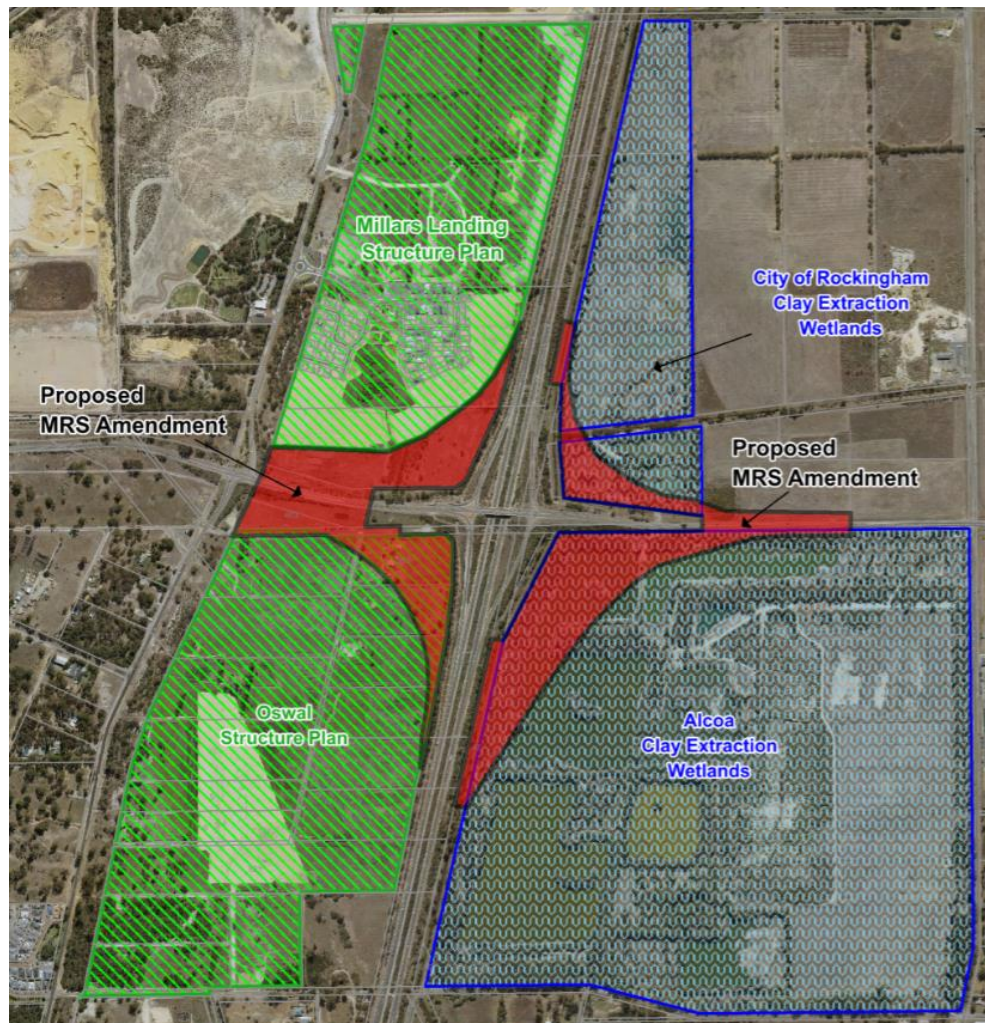 Millars Landing
Structure Plan
City of Rockingham
Clay Extraction
Wetlands
Proposed
MRS Amendment
Proposed
MRS Amendment
Oswal
Structure Plan
Alcoa
Clay Extraction
Wetlands